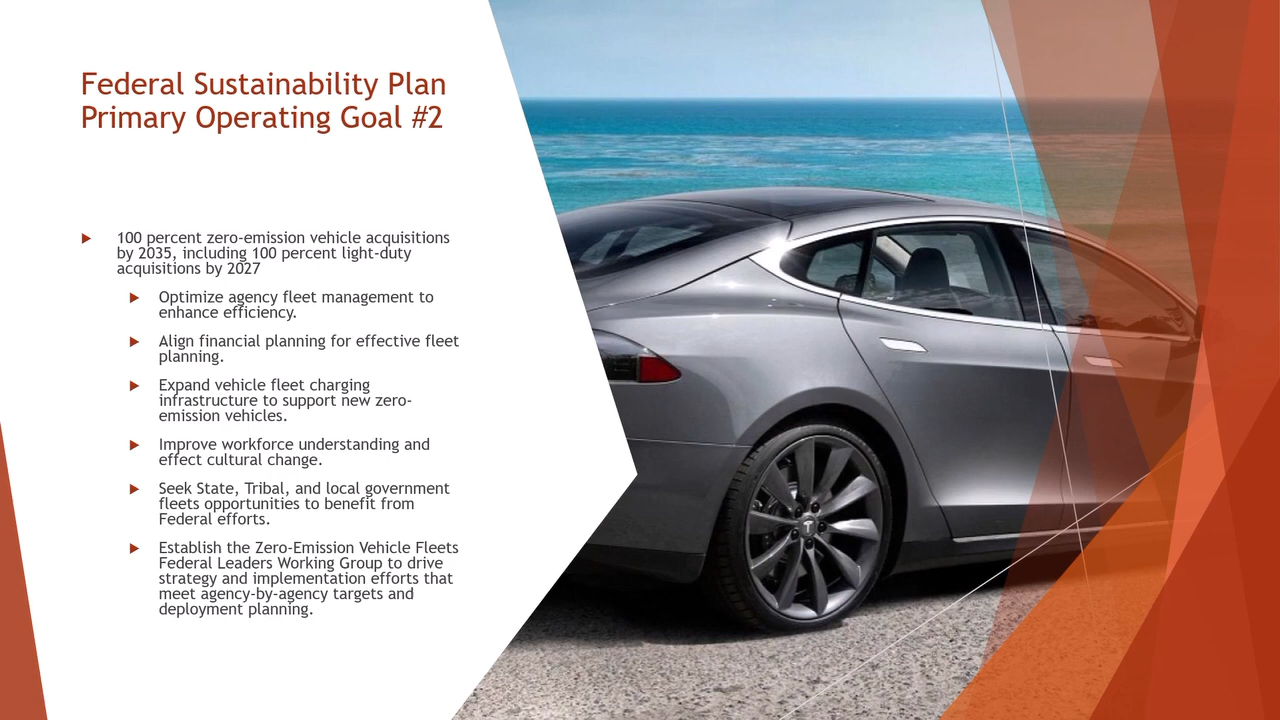 Federal Sustainability Plan
Primary Operating Goal #2
100 percent zero-emission vehicle acquisitions
by 2035, including 100 percent light-duty
acquisitions by 2027
Optimize agency fleet management to
enhance efficiency.
Align financial planning for effective fleet
planning.
Expand vehicle fleet charging
infrastructure to support new zero-
emission vehicles.
Improve workforce understanding and
effect cultural change.
Seek State, Tribal, and local government
fleets opportunities to benefit from
Federal efforts.
Establish the Zero-Emission Vehicle Fleets
Federal Leaders Working Group to drive
strategy and implementation efforts that
meet agency-by-agency targets and
deployment planning.